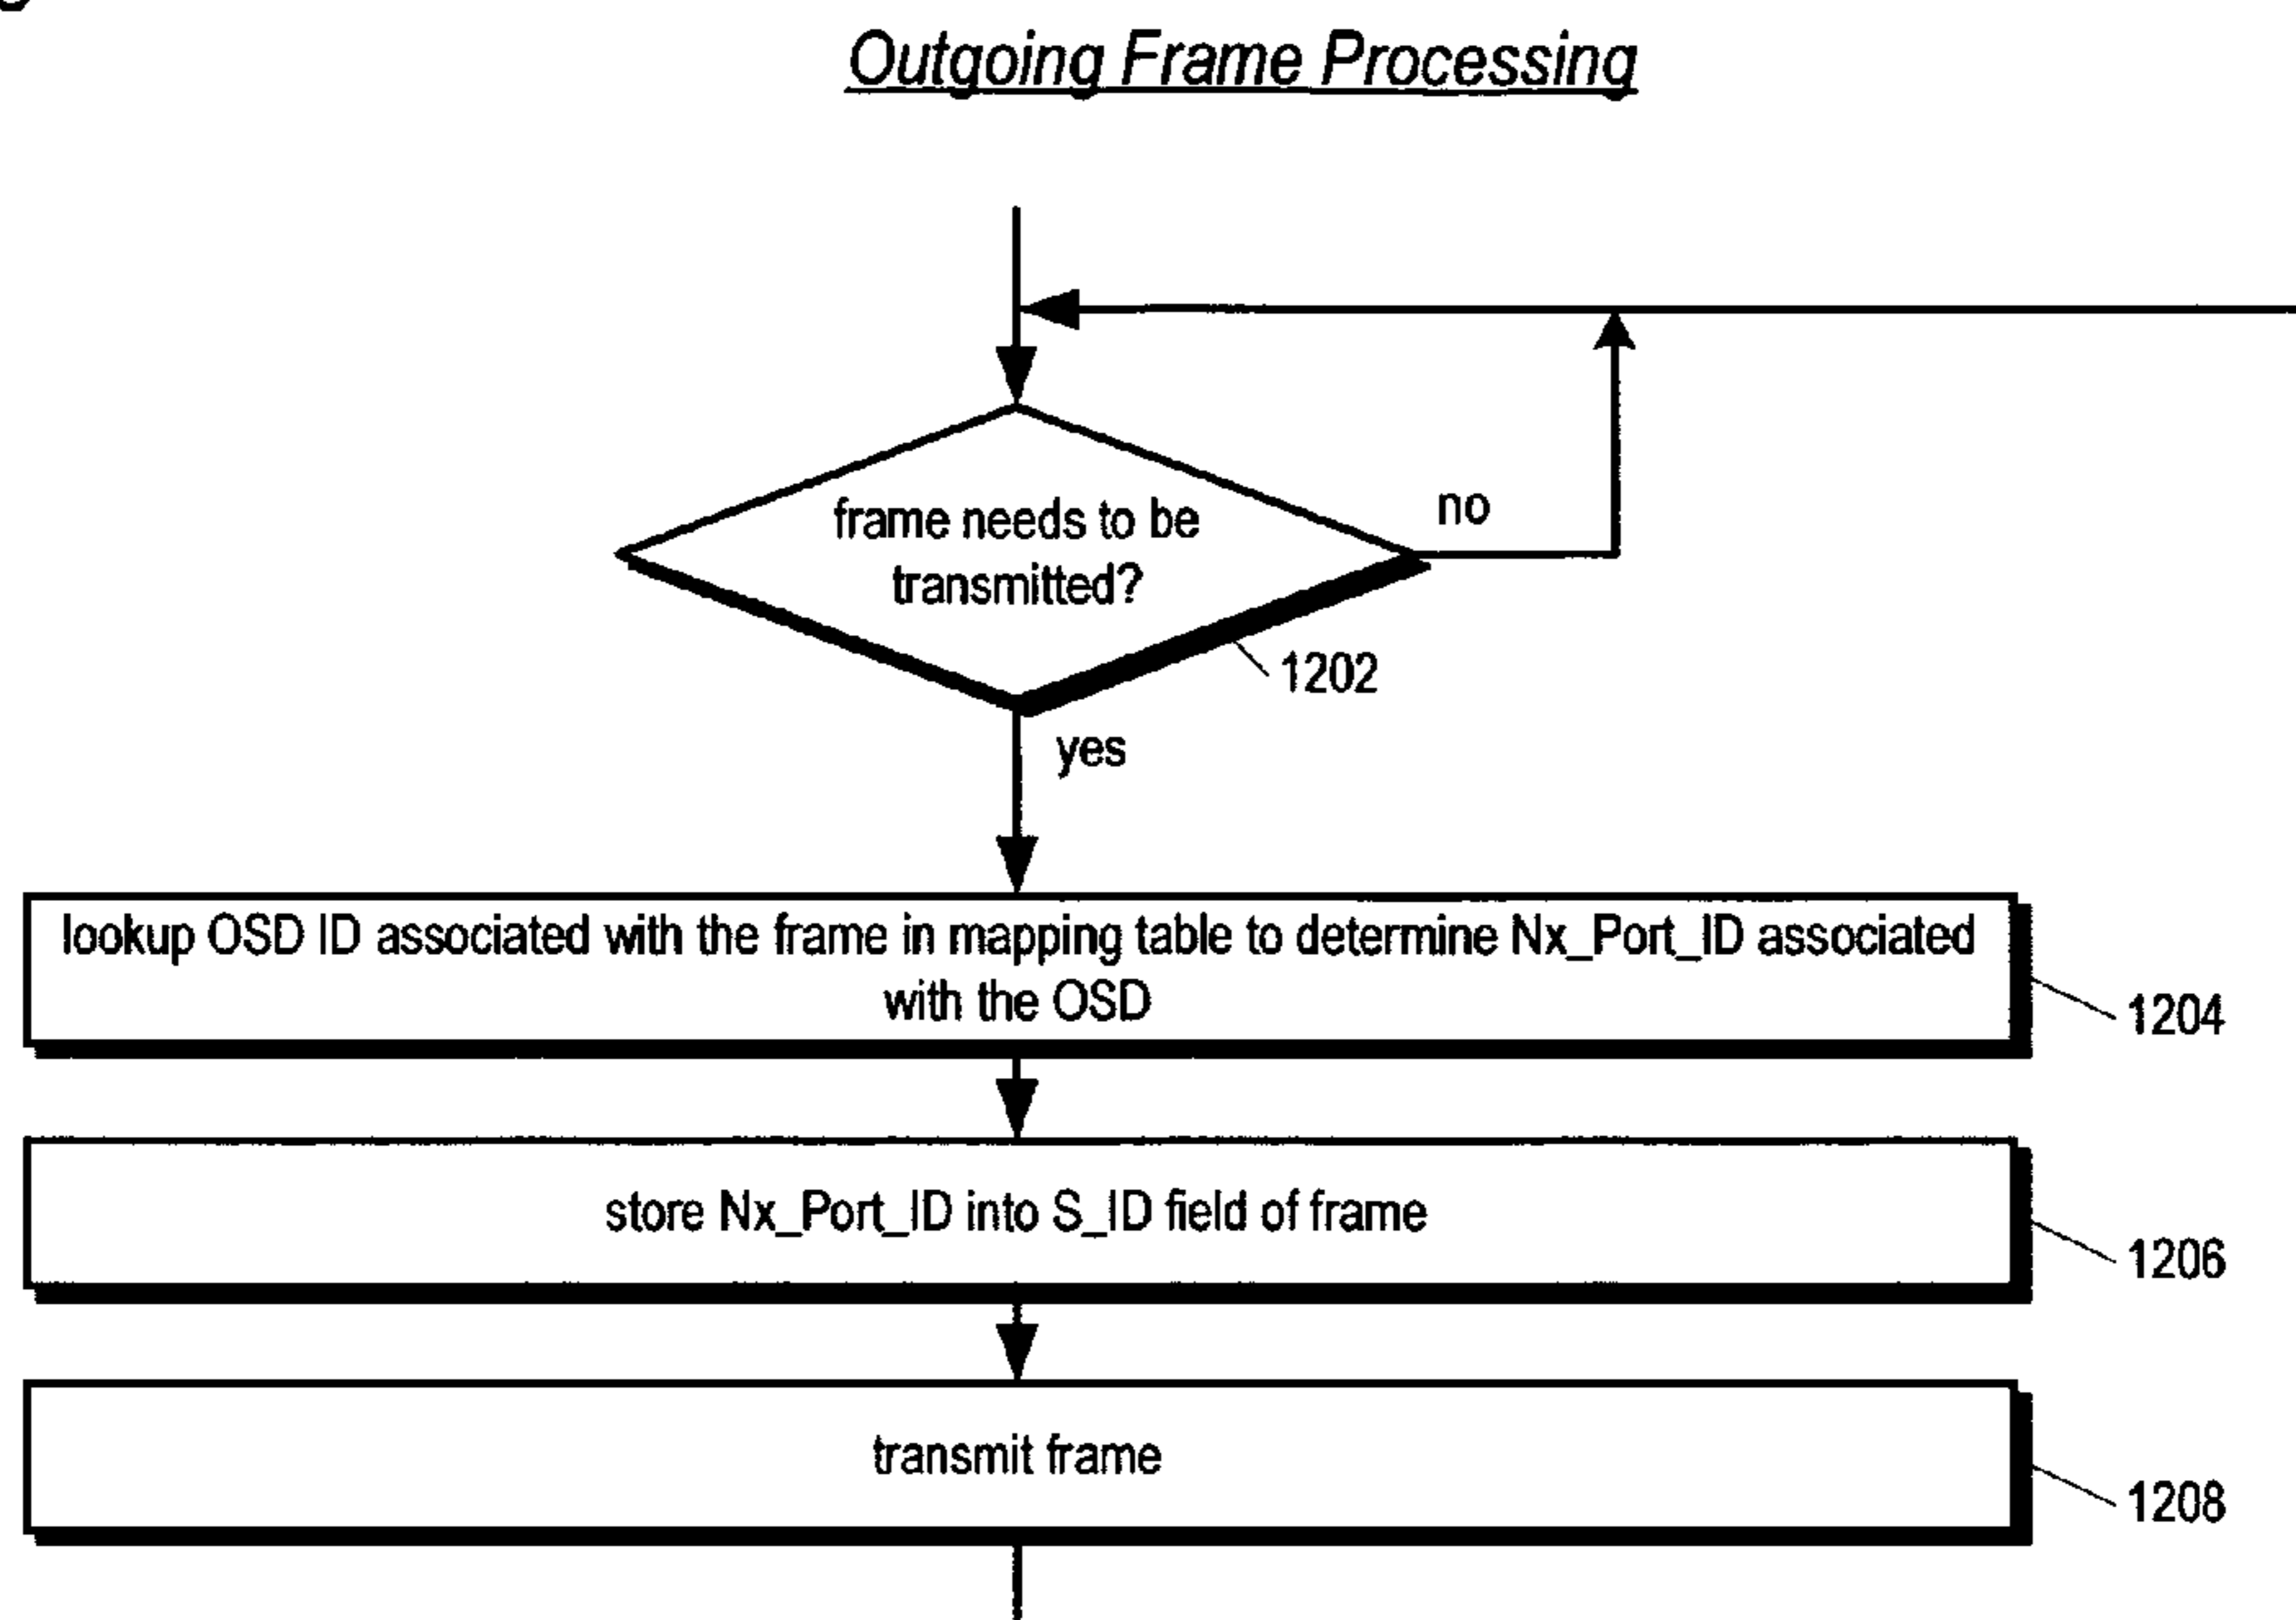 Outgoing Frame Processing
frame needs to be
transmitted?
no
1202
yes
lookup OSD ID associated with the frame in mapping table to determine Nx_Port_ID associated
with the OSD
1204
store Nx_Port_ID into S_ID field of frame
1206
transmit frame
1208